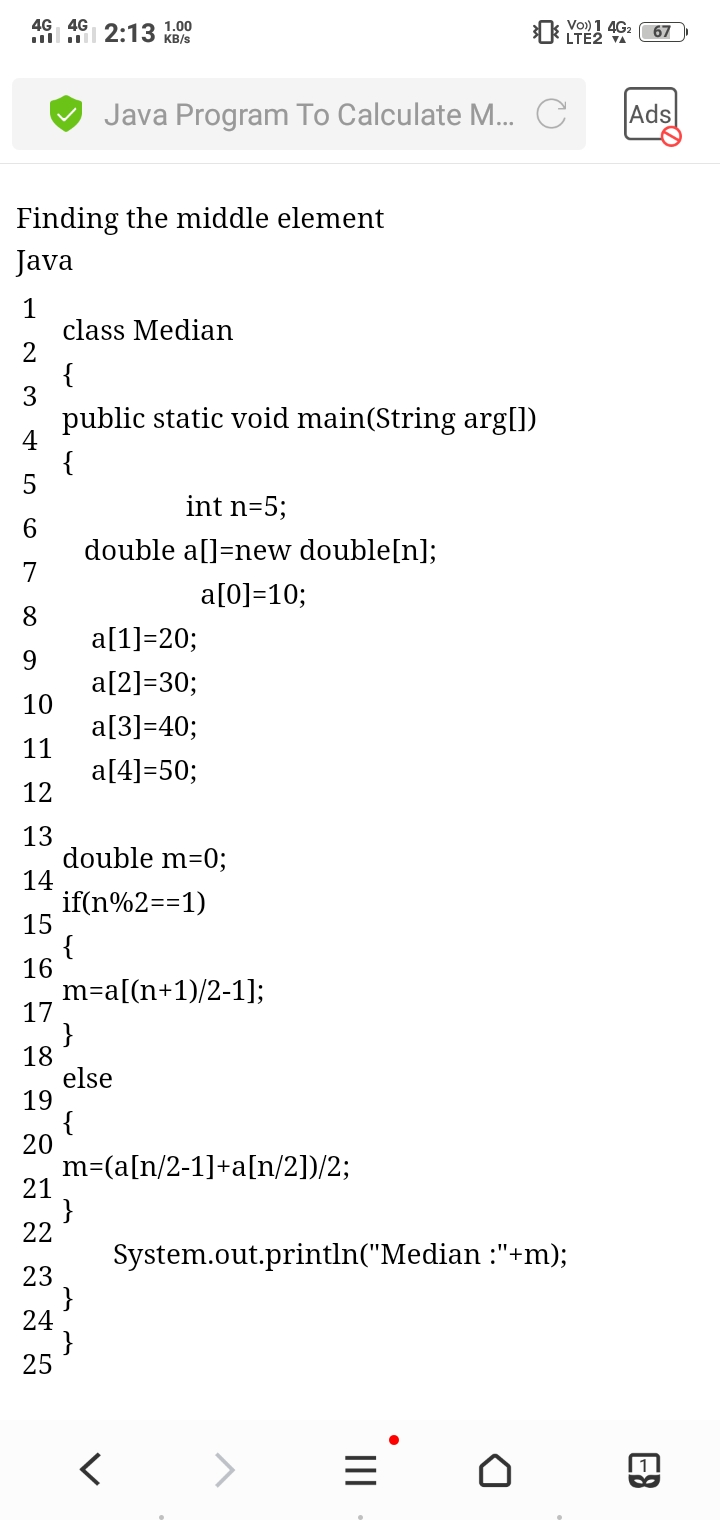 4G 4G 2:13 1.00 KB/s Vo)) 1 LTE2 4G2 67
Java Program To Calculate M... Ads
Finding the middle element
Java
1
class Median
2
{
3
public static void main(String arg[])
4
{
5
int n=5;
6
double a[]=new double[n];
7
a[0]=10;
8
a[1]=20;
9
a[2]=30;
10
a[3]=40;
11
a[4]=50;
12
13
double m=0;
14
if(n%2==1)
15
{
16
m=a[(n+1)/2-1];
17
}
18
else
19
{
20
m=(a[n/2-1]+a[n/2])/2;
21
}
22
System.out.println("Median :"+m);
23
}
24
}
25
1